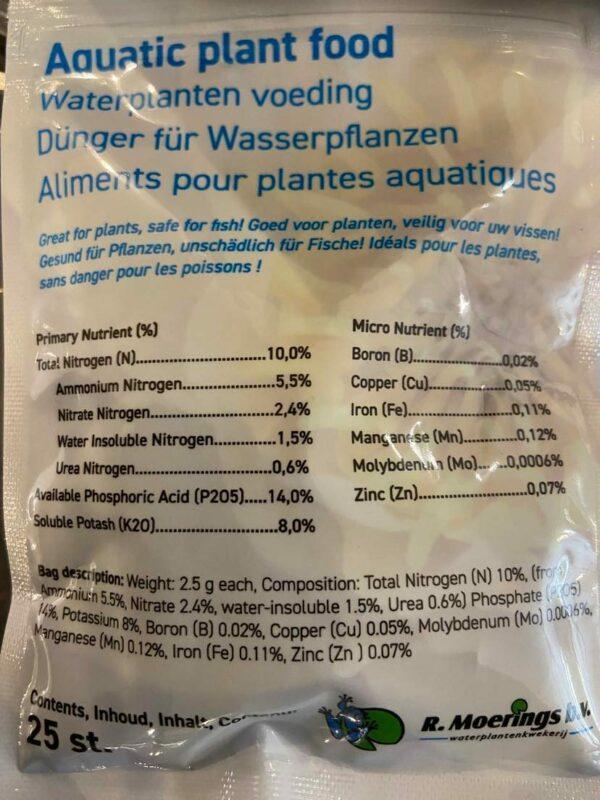 Aquatic plant food
Waterplanten voeding
Dünger für Wasserpflanzen
Aliments pour plantes aquatiques
Great for plants, safe for fish! Goed voor planten, veilig voor uw vissen!
Gesund für Pflanzen, unschädlich für Fische! Idéals pour les plantes,
sans danger pour les poissons !
Primary Nutrient (%)
Total Nitrogen (N)..........................10,0%
Ammonium Nitrogen..................5,5%
Nitrate Nitrogen........................2,4%
Water Insoluble Nitrogen............1,5%
Urea Nitrogen...........................0,6%
Available Phosphoric Acid (P2O5).....14,0%
Soluble Potash (K2O).......................8,0%
Micro Nutrient (%)
Boron (B)..................0,02%
Copper (Cu)...............0,05%
Iron (Fe)....................0,11%
Manganese (Mn)..........0,12%
Molybdenum (Mo)......0,0006%
Zinc (Zn)....................0,07%
Bag description: Weight: 2.5 g each, Composition: Total Nitrogen (N) 10%, (from
Ammonium 5.5%, Nitrate 2.4%, water-insoluble 1.5%, Urea 0.6%) Phosphate (P2O5)
14%, Potassium 8%, Boron (B) 0.02%, Copper (Cu) 0.05%, Molybdenum (Mo) 0.0006%,
Manganese (Mn) 0.12%, Iron (Fe) 0.11%, Zinc (Zn ) 0.07%
Contents, Inhoud, Inhalt,
25 st.
R. Moerings b.v.
waterplantenkwekerij